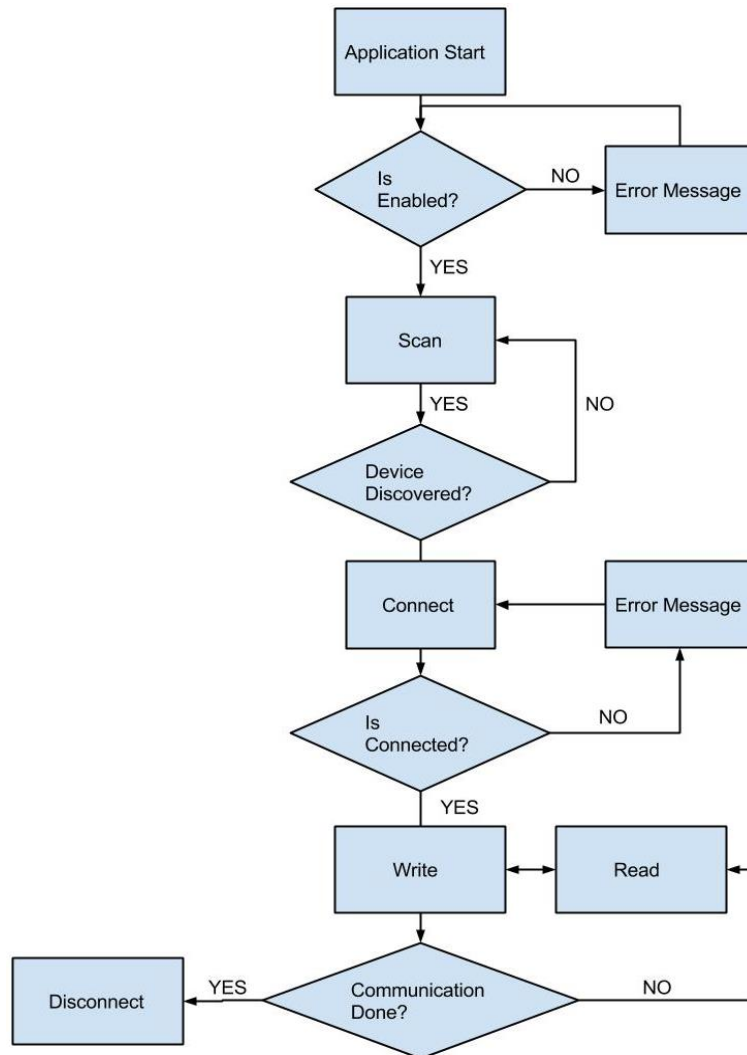 Application Start
Is
Enabled?
NO
Error Message
YES
Scan
YES
NO
Device
Discovered?
Connect
Error Message
Is
Connected?
NO
YES
Write
Read
Disconnect
YES
Communication
Done?
NO